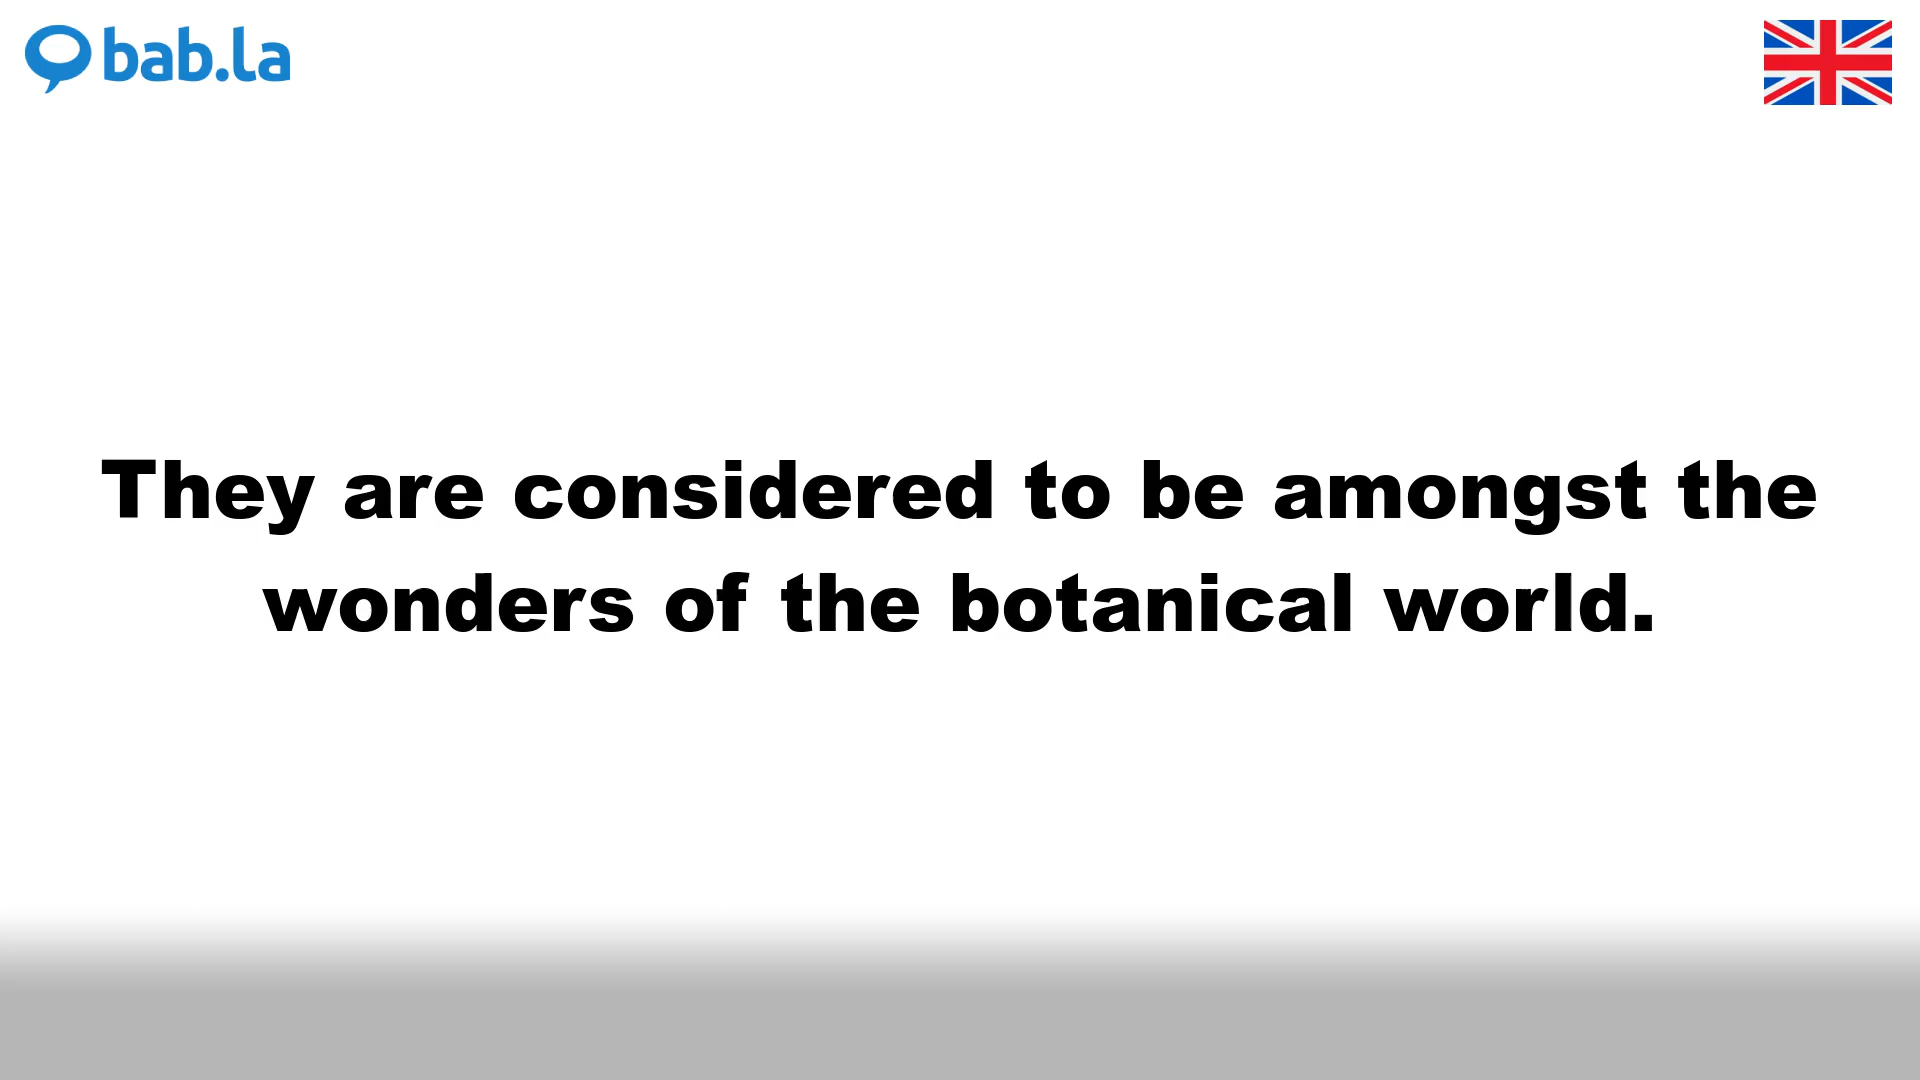 bab.la
They are considered to be amongst the
wonders of the botanical world.